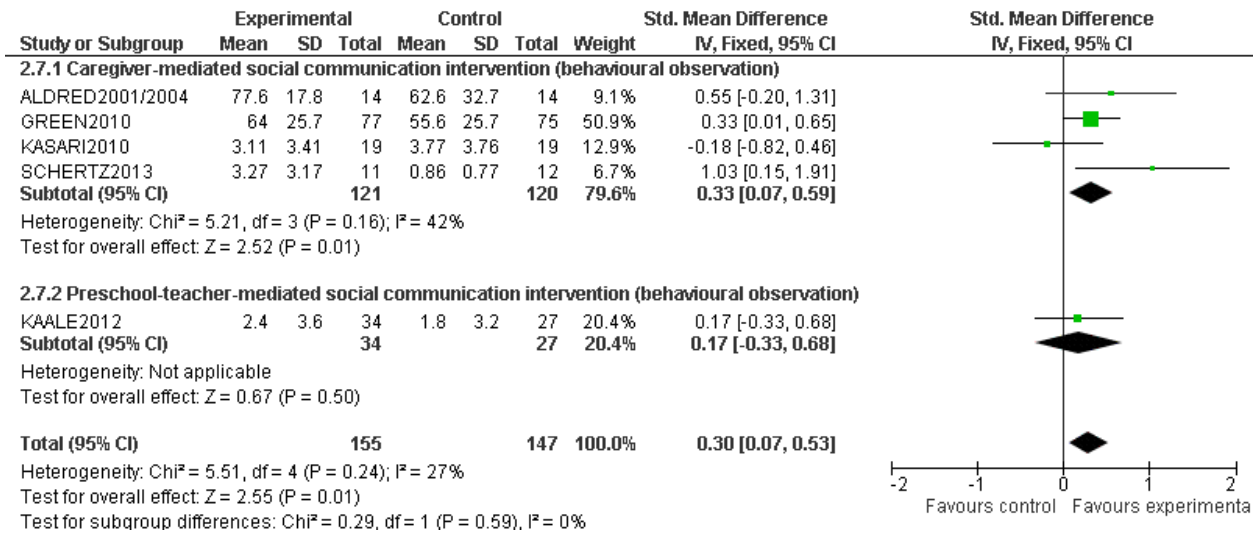 Experimental Control Std. Mean Difference Std. Mean Difference
Study or Subgroup Mean SD Total Mean SD Total Weight IV, Fixed, 95% CI IV, Fixed, 95% CI
2.7.1 Caregiver-mediated social communication intervention (behavioural observation)
ALDRED2001/2004 77.6 17.8 14 62.6 32.7 14 9.1% 0.55 [-0.20, 1.31]
GREEN2010 64 25.7 77 55.6 25.7 75 50.9% 0.33 [0.01, 0.65]
KASARI2010 3.11 3.41 19 3.77 3.76 19 12.9% -0.18 [-0.82, 0.46]
SCHERTZ2013 3.27 3.17 11 0.86 0.77 12 6.7% 1.03 [0.15, 1.91]
Subtotal (95% CI) 121 120 79.6% 0.33 [0.07, 0.59]
Heterogeneity: Chi² = 5.21, df = 3 (P = 0.16); I² = 42%
Test for overall effect: Z = 2.52 (P = 0.01)
2.7.2 Preschool-teacher-mediated social communication intervention (behavioural observation)
KAALE2012 2.4 3.6 34 1.8 3.2 27 20.4% 0.17 [-0.33, 0.68]
Subtotal (95% CI) 34 27 20.4% 0.17 [-0.33, 0.68]
Heterogeneity: Not applicable
Test for overall effect: Z = 0.67 (P = 0.50)
Total (95% CI) 155 147 100.0% 0.30 [0.07, 0.53]
Heterogeneity: Chi² = 5.51, df = 4 (P = 0.24); I² = 27%
Test for overall effect: Z = 2.55 (P = 0.01)
Test for subgroup differences: Chi² = 0.29, df = 1 (P = 0.59), I² = 0%
-2 -1 0 1 2
Favours control Favours experimenta